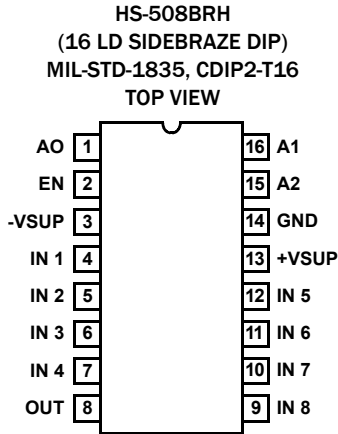 HS-508BRH
(16 LD SIDEBRAZE DIP)
MIL-STD-1835, CDIP2-T16
TOP VIEW
AO 1 16 A1
EN 2 15 A2
-VSUP 3 14 GND
IN 1 4 13 +VSUP
IN 2 5 12 IN 5
IN 3 6 11 IN 6
IN 4 7 10 IN 7
OUT 8 9 IN 8